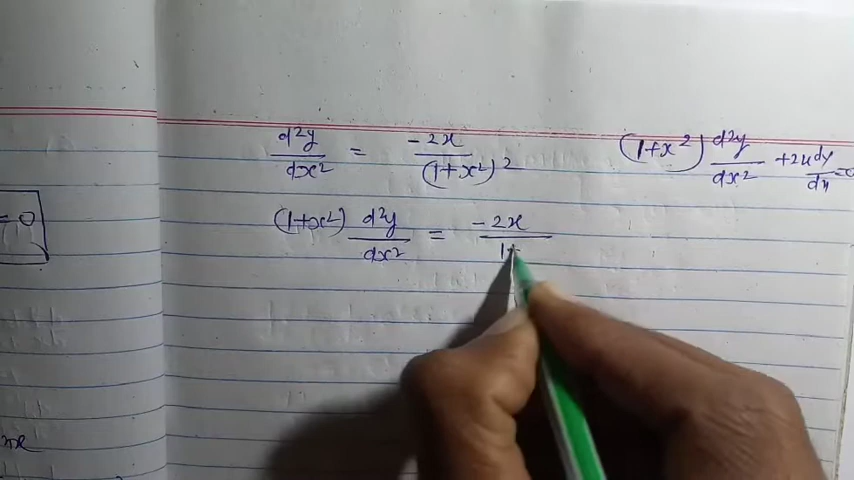 d²y/dx² = -2x/(1+x²)²
(1+x²) d²y/dx² + 2x dy/dx = 0
= 0
(1+x²) d²y/dx² = -2x/1+